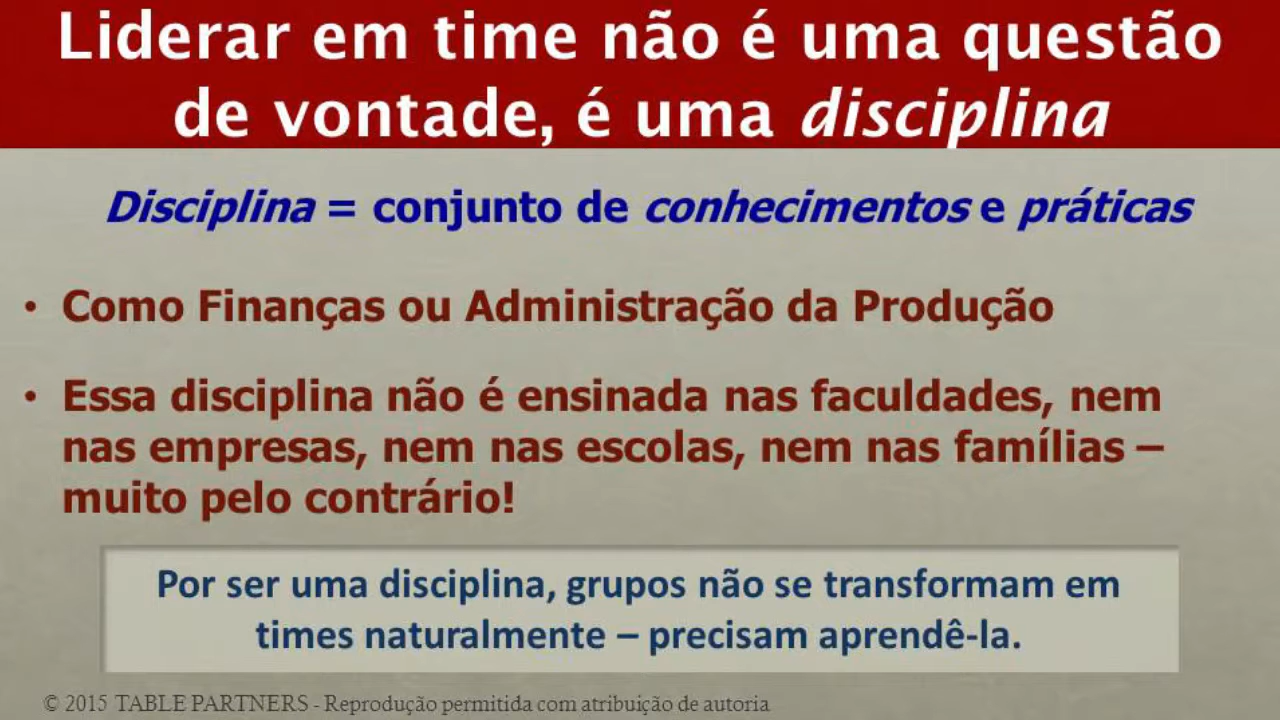 Liderar em time não é uma questão
de vontade, é uma disciplina
Disciplina = conjunto de conhecimentos e práticas
• Como Finanças ou Administração da Produção
• Essa disciplina não é ensinada nas faculdades, nem
nas empresas, nem nas escolas, nem nas famílias –
muito pelo contrário!
Por ser uma disciplina, grupos não se transformam em
times naturalmente – precisam aprendê-la.
© 2015 TABLE PARTNERS - Reprodução permitida com atribuição de autoria